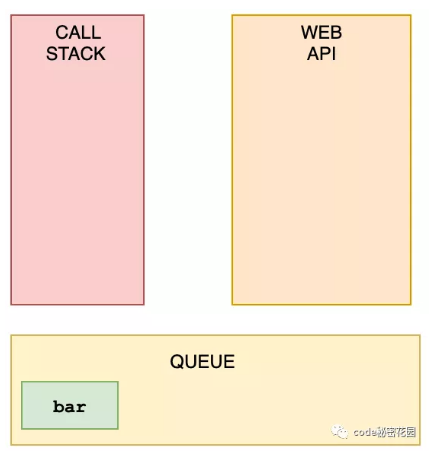 CALL
STACK
WEB
API
QUEUE
bar
code秘密花园